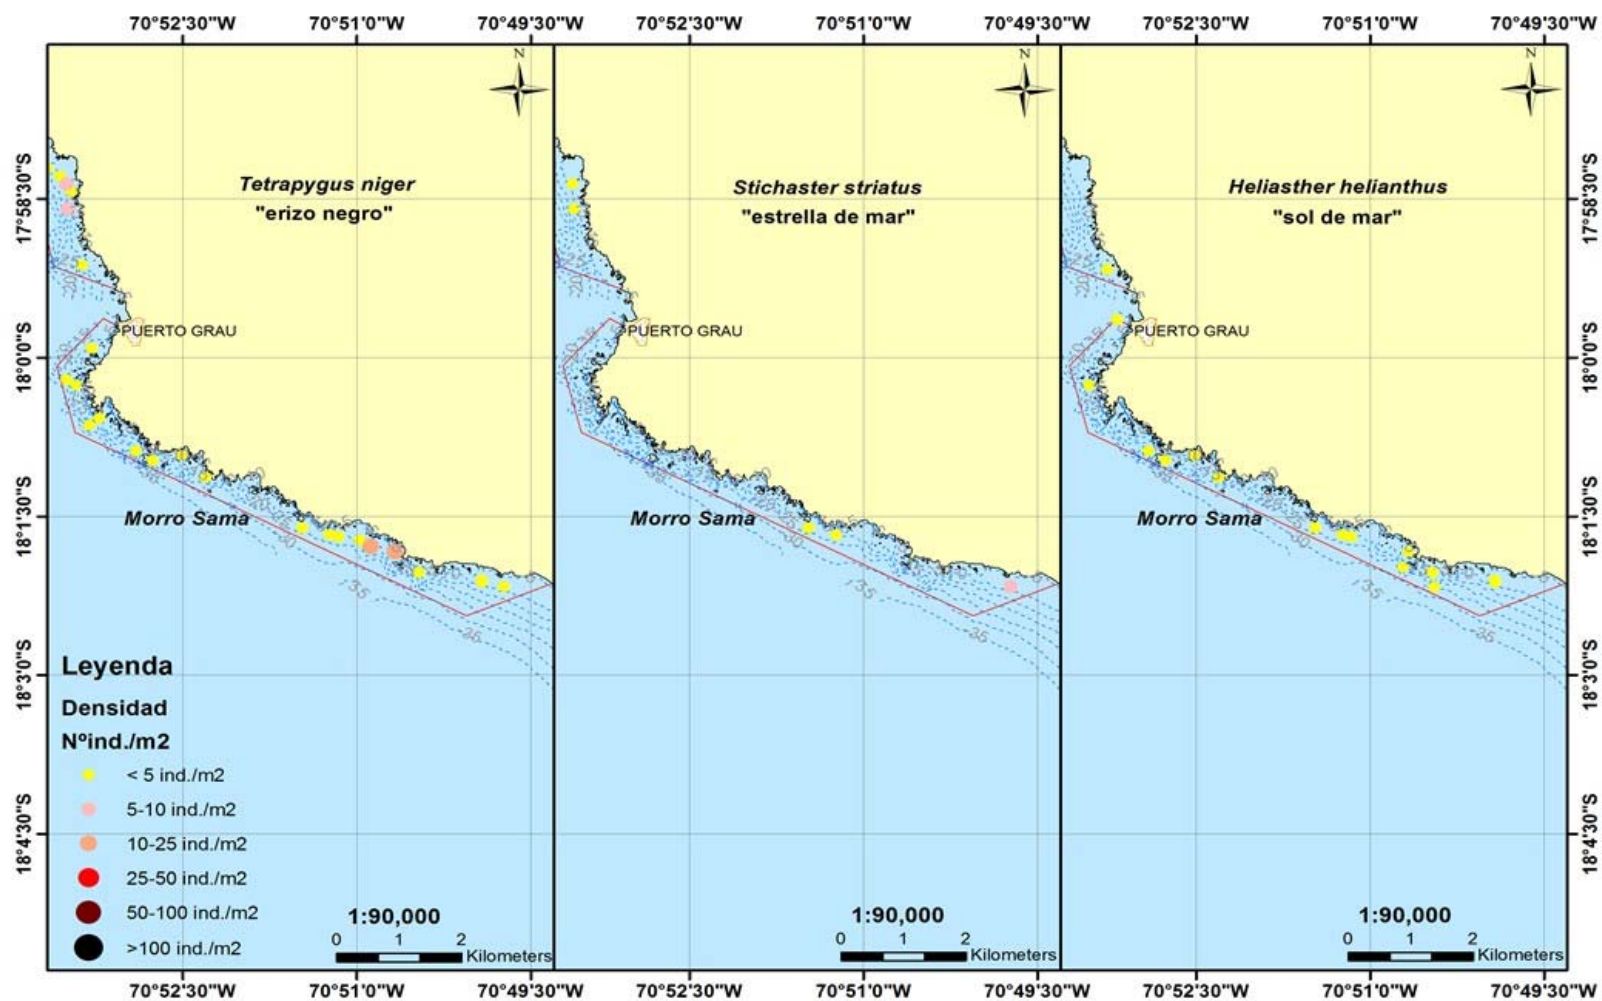 70°52'30"W 70°51'0"W 70°49'30"W 70°52'30"W 70°51'0"W 70°49'30"W 70°52'30"W 70°51'0"W 70°49'30"W
N N N
17°58'30"S
Tetrapygus niger
"erizo negro"
Stichaster striatus
"estrella de mar"
Heliasther helianthus
"sol de mar"
17°58'30"S
PUERTO GRAU
PUERTO GRAU
PUERTO GRAU
18°0'0"S
18°0'0"S
Morro Sama
Morro Sama
Morro Sama
18°1'30"S
18°1'30"S
-35
-35
-35
-35
-35
-35
18°3'0"S
18°3'0"S
Leyenda
Densidad
Nºind./m2
< 5 ind./m2
5-10 ind./m2
10-25 ind./m2
25-50 ind./m2
50-100 ind./m2
>100 ind./m2
18°4'30"S
18°4'30"S
1:90,000
0 1 2
Kilometers
1:90,000
0 1 2
Kilometers
1:90,000
0 1 2
Kilometers
70°52'30"W 70°51'0"W 70°49'30"W 70°52'30"W 70°51'0"W 70°49'30"W 70°52'30"W 70°51'0"W 70°49'30"W